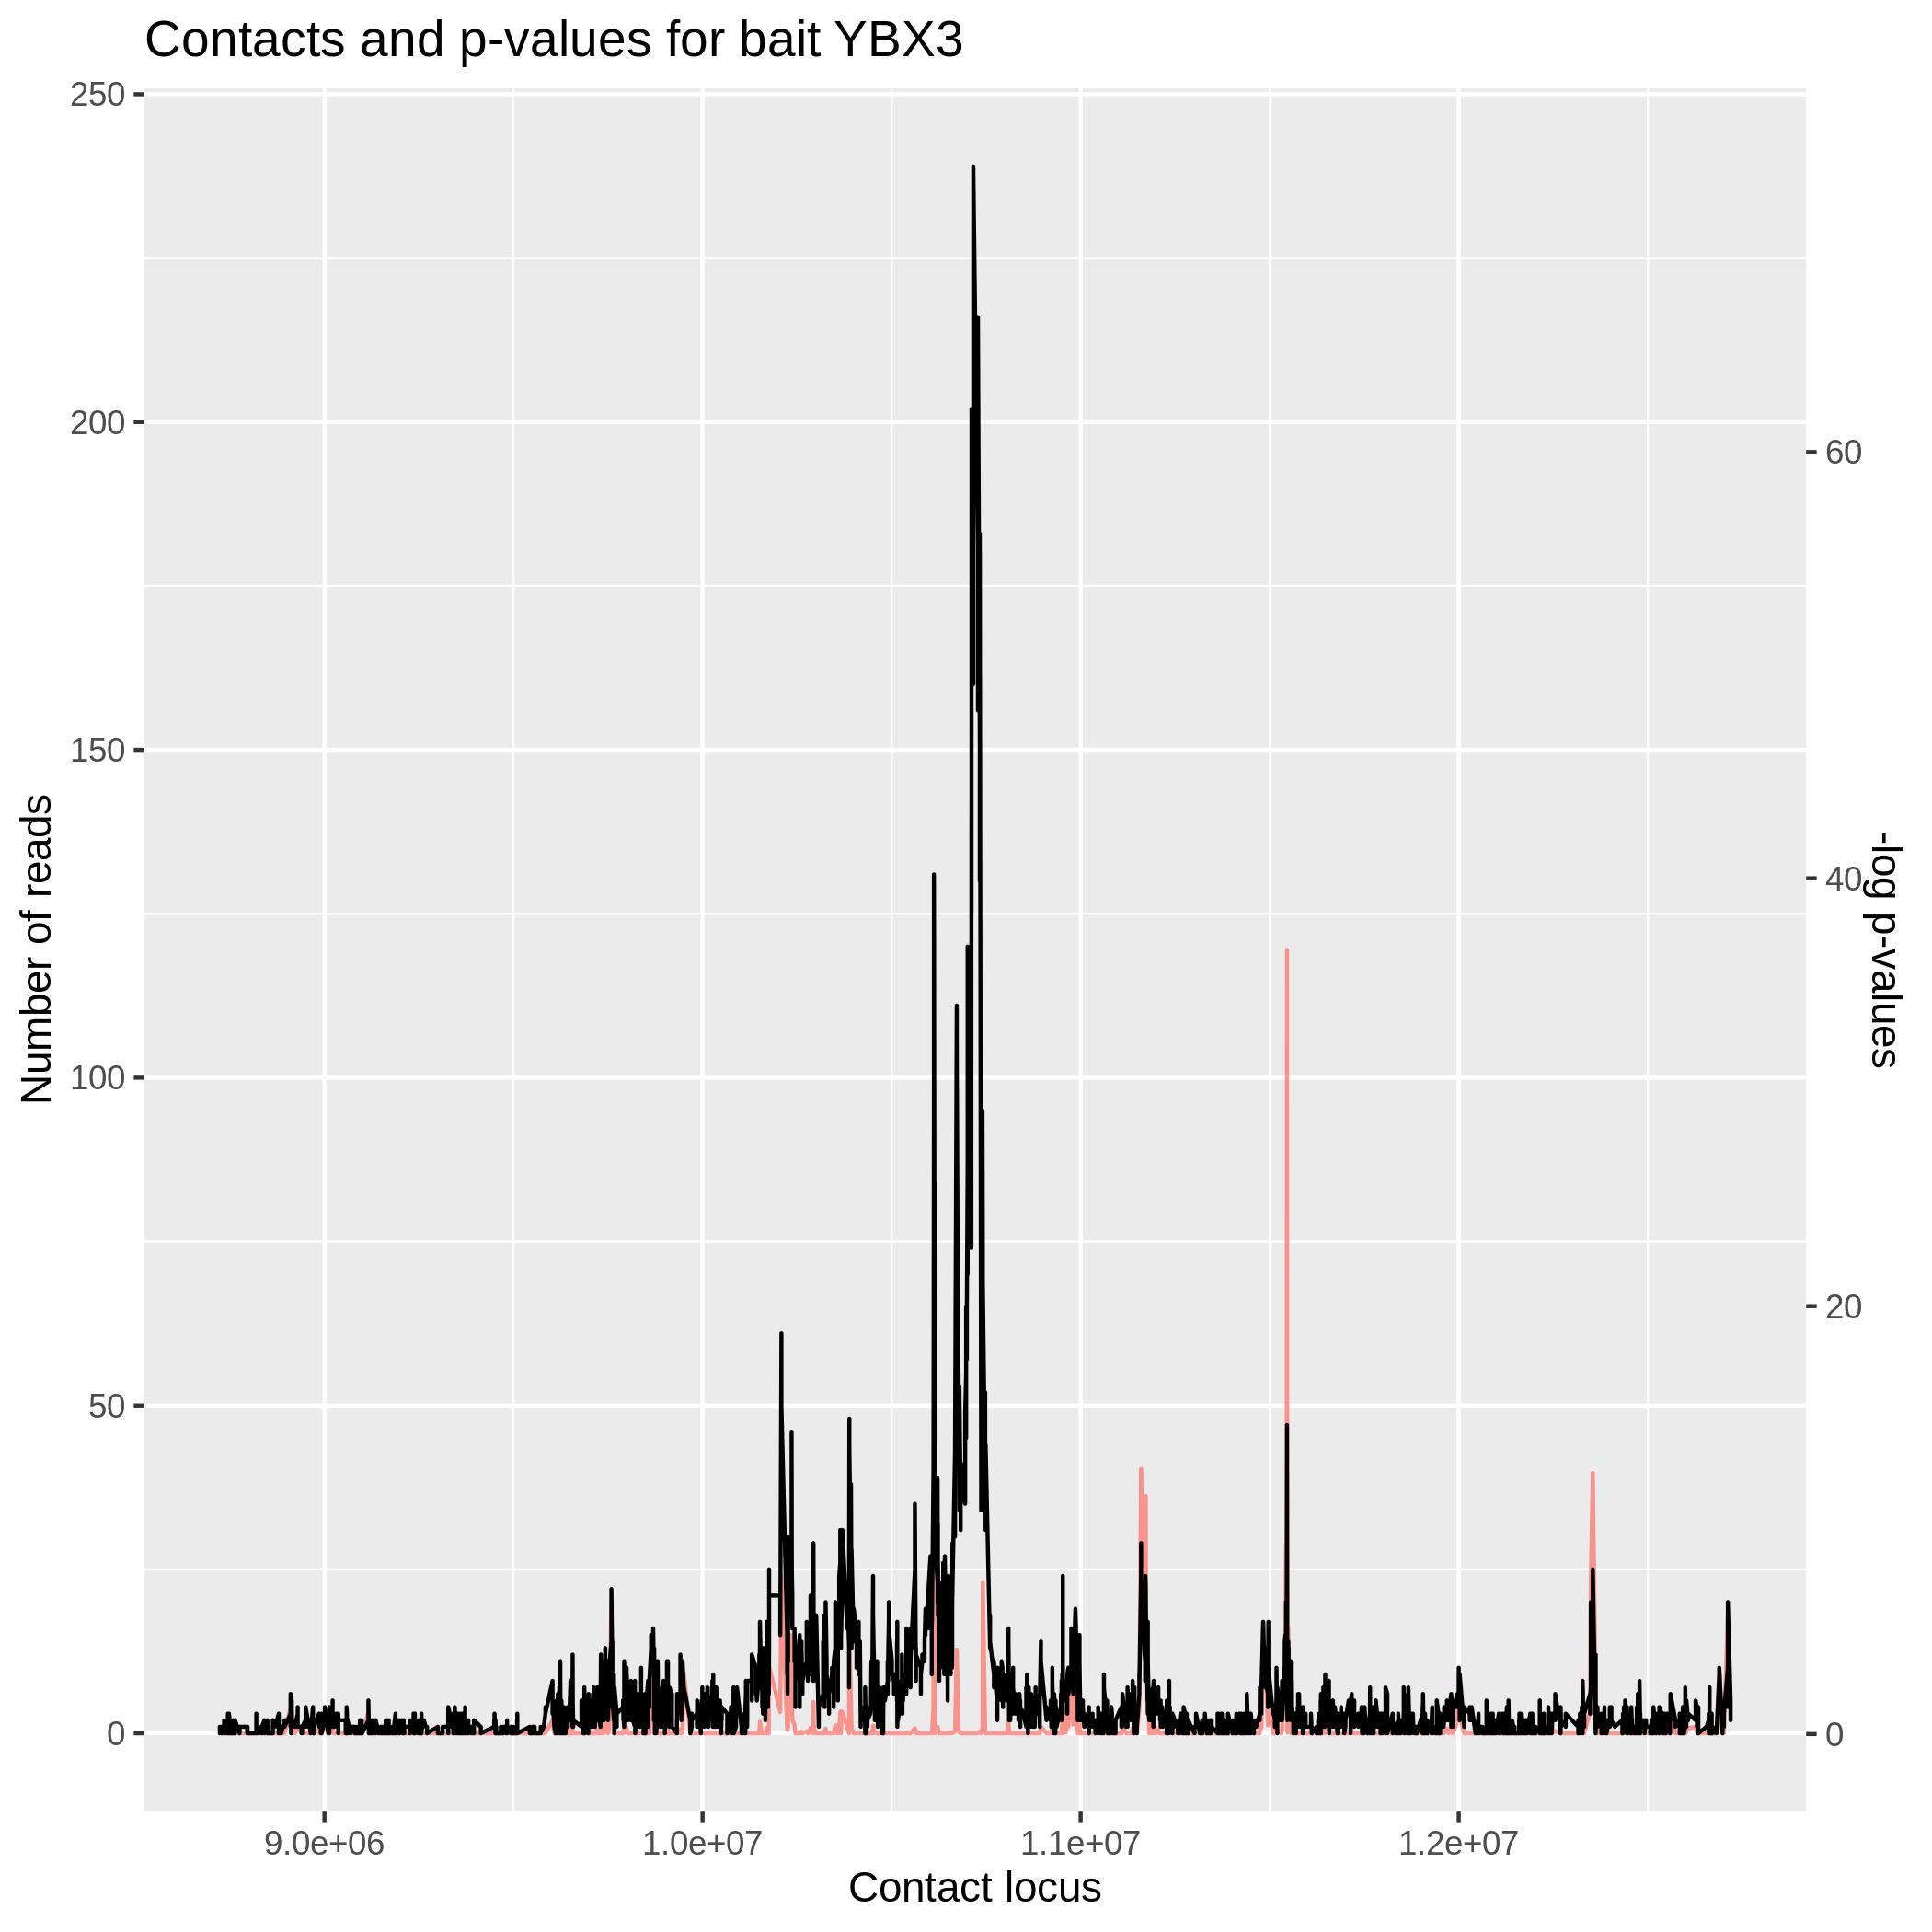 Contacts and p-values for bait YBX3
250
200
150
100
50
0
Number of reads
60
40
20
0
-log p-values
9.0e+06
1.0e+07
1.1e+07
1.2e+07
Contact locus